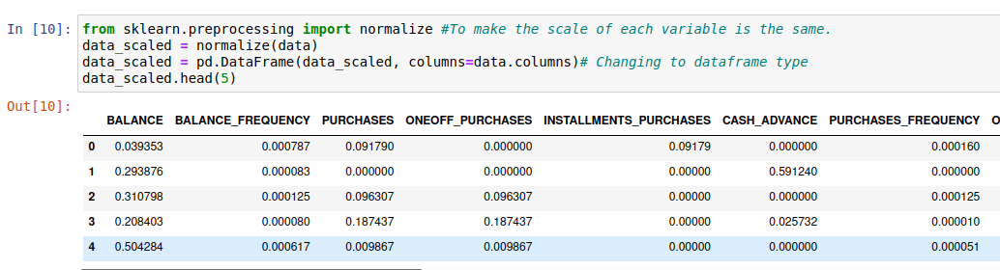 In [10]: from sklearn.preprocessing import normalize #To make the scale of each variable is the same.
data_scaled = normalize(data)
data_scaled = pd.DataFrame(data_scaled, columns=data.columns)# Changing to dataframe type
data_scaled.head(5)
Out[10]:
BALANCE BALANCE_FREQUENCY PURCHASES ONEOFF_PURCHASES INSTALLMENTS_PURCHASES CASH_ADVANCE PURCHASES_FREQUENCY O
0 0.039353 0.000787 0.091790 0.000000 0.09179 0.000000 0.000160
1 0.293876 0.000083 0.000000 0.000000 0.00000 0.591240 0.000000
2 0.310798 0.000125 0.096307 0.096307 0.00000 0.000000 0.000125
3 0.208403 0.000080 0.187437 0.187437 0.00000 0.025732 0.000010
4 0.504284 0.000617 0.009867 0.009867 0.00000 0.000000 0.000051